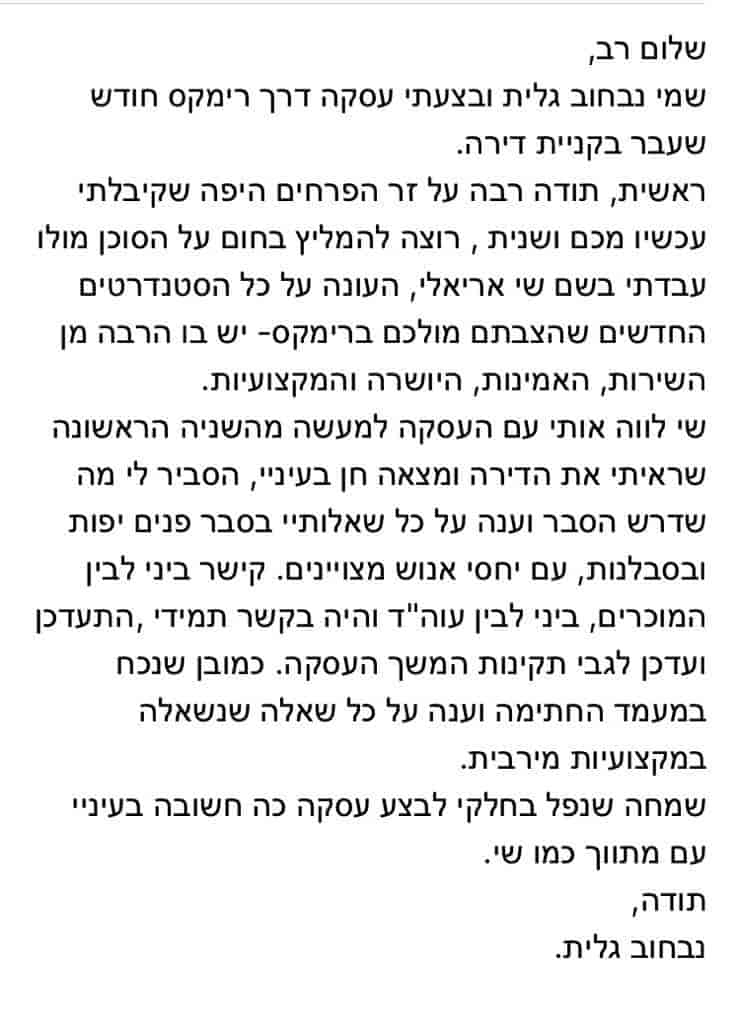 שלום רב,
שמי נבחוב גלית ובצעתי עסקה דרך רימקס חודש
שעבר בקניית דירה.
ראשית, תודה רבה על זר הפרחים היפה שקיבלתי
עכשיו מכם ושנית , רוצה להמליץ בחום על הסוכן מולו
עבדתי בשם שי אריאלי, העונה על כל הסטנדרטים
החדשים שהצבתם מולכם ברימקס- יש בו הרבה מן
השירות, האמינות, היושרה והמקצועיות.
שי לווה אותי עם העסקה למעשה מהשניה הראשונה
שראיתי את הדירה ומצאה חן בעיניי, הסביר לי מה
שדרש הסבר וענה על כל שאלותיי בסבר פנים יפות
ובסבלנות, עם יחסי אנוש מצויינים. קישר ביני לבין
המוכרים, ביני לבין עוה"ד והיה בקשר תמידי ,התעדכן
ועדכן לגבי תקינות המשך העסקה. כמובן שנכח
במעמד החתימה וענה על כל שאלה שנשאלה
במקצועיות מירבית.
שמחה שנפל בחלקי לבצע עסקה כה חשובה בעיניי
עם מתווך כמו שי.
תודה,
נבחוב גלית.